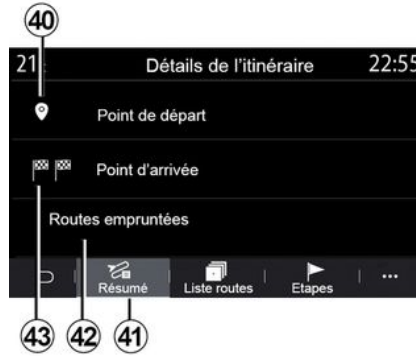 40
21 Détails de l'itinéraire 22:55
Point de départ
Point d'arrivée
Routes empruntées
Résumé Liste routes Etapes ...
43 42 41